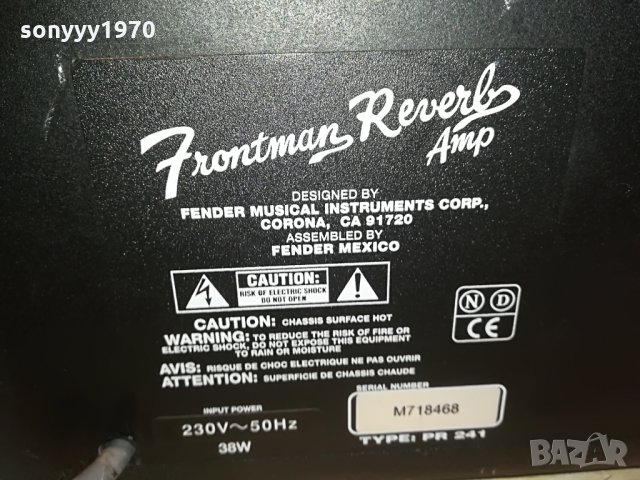 sonyyy1970
Frontman Reverb
Amp
DESIGNED BY
FENDER MUSICAL INSTRUMENTS CORP.,
CORONA, CA 91720
ASSEMBLED BY
FENDER MEXICO
CAUTION:
RISK OF ELECTRIC SHOCK
DO NOT OPEN
N D
CE
CAUTION: CHASSIS SURFACE HOT
WARNING: TO REDUCE THE RISK OF FIRE OR
ELECTRIC SHOCK, DO NOT EXPOSE THIS EQUIPMENT
TO RAIN OR MOISTURE
AVIS: RISQUE DE CHOC ELECTRIQUE NE PAS OUVRIR
ATTENTION: SUPERFICIE DE CHASSIS CHAUDE
INPUT POWER
230V~50Hz
38W
SERIAL NUMBER
M718468
TYPE: PR 241
BAZAR